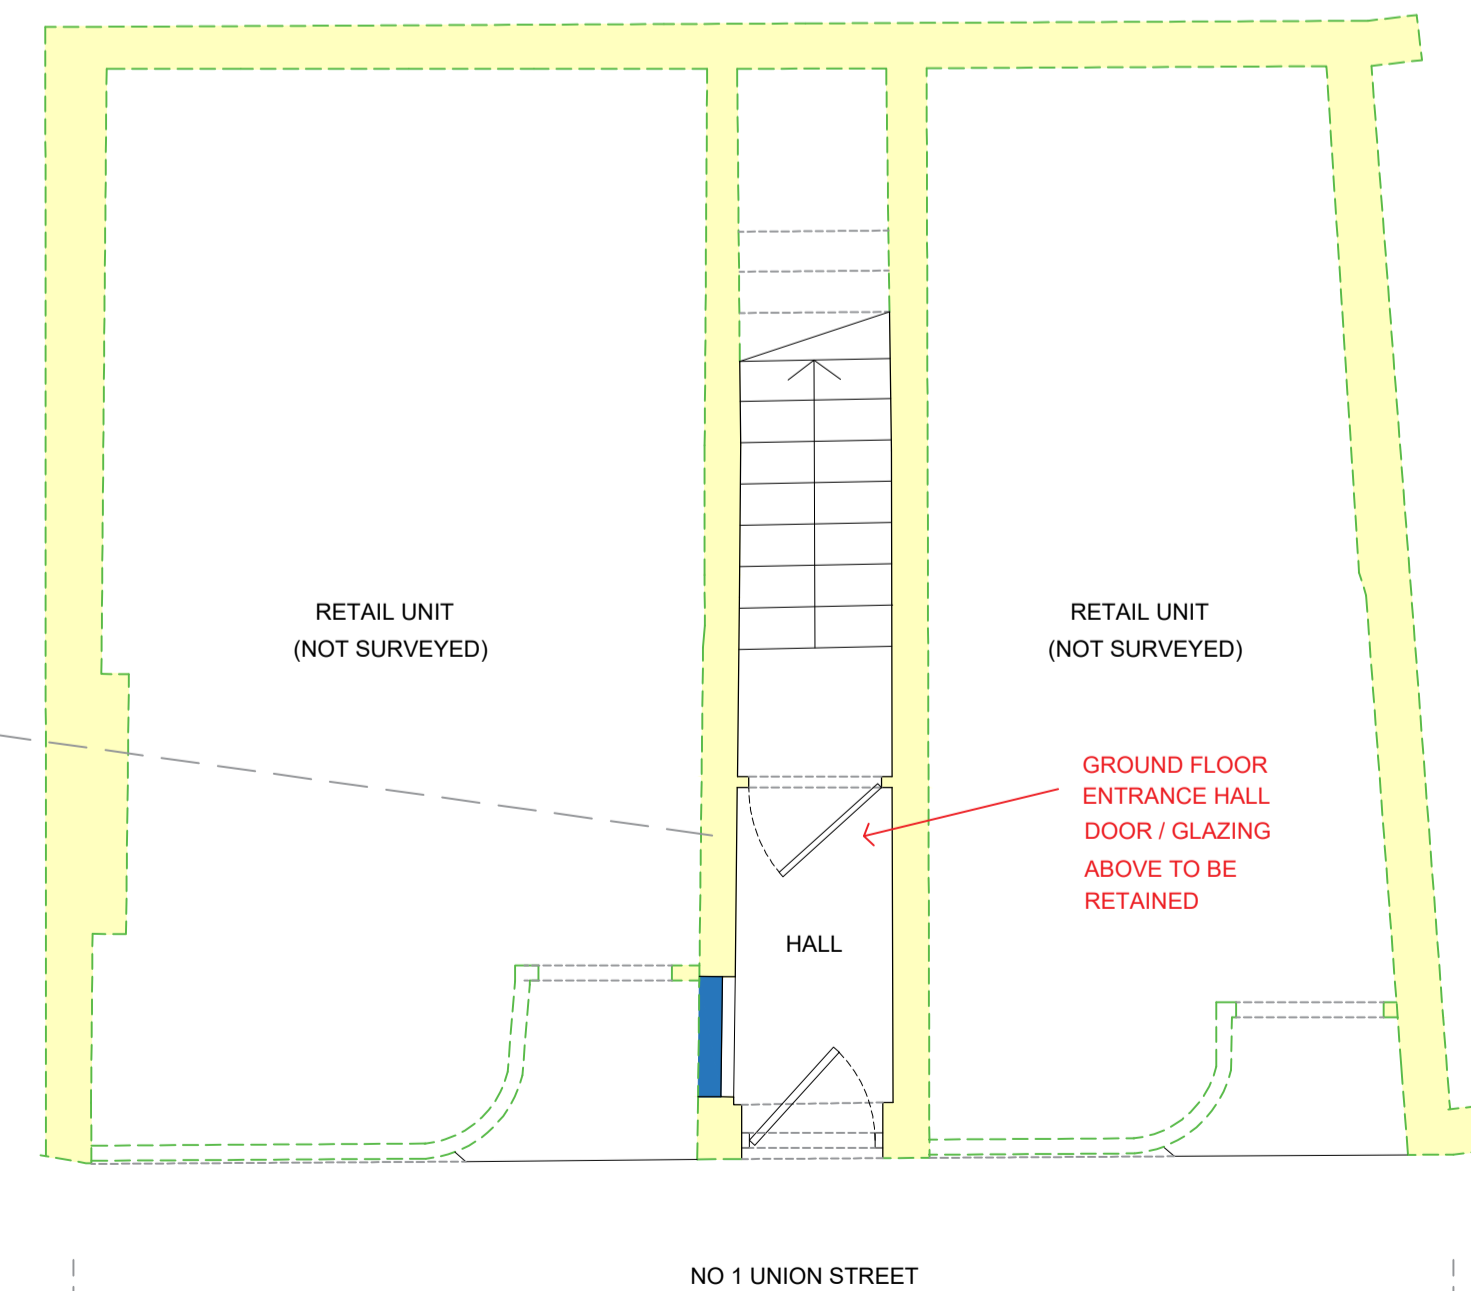 RETAIL UNIT
(NOT SURVEYED)
RETAIL UNIT
(NOT SURVEYED)
GROUND FLOOR
ENTRANCE HALL
DOOR / GLAZING
ABOVE TO BE
RETAINED
HALL
NO 1 UNION STREET